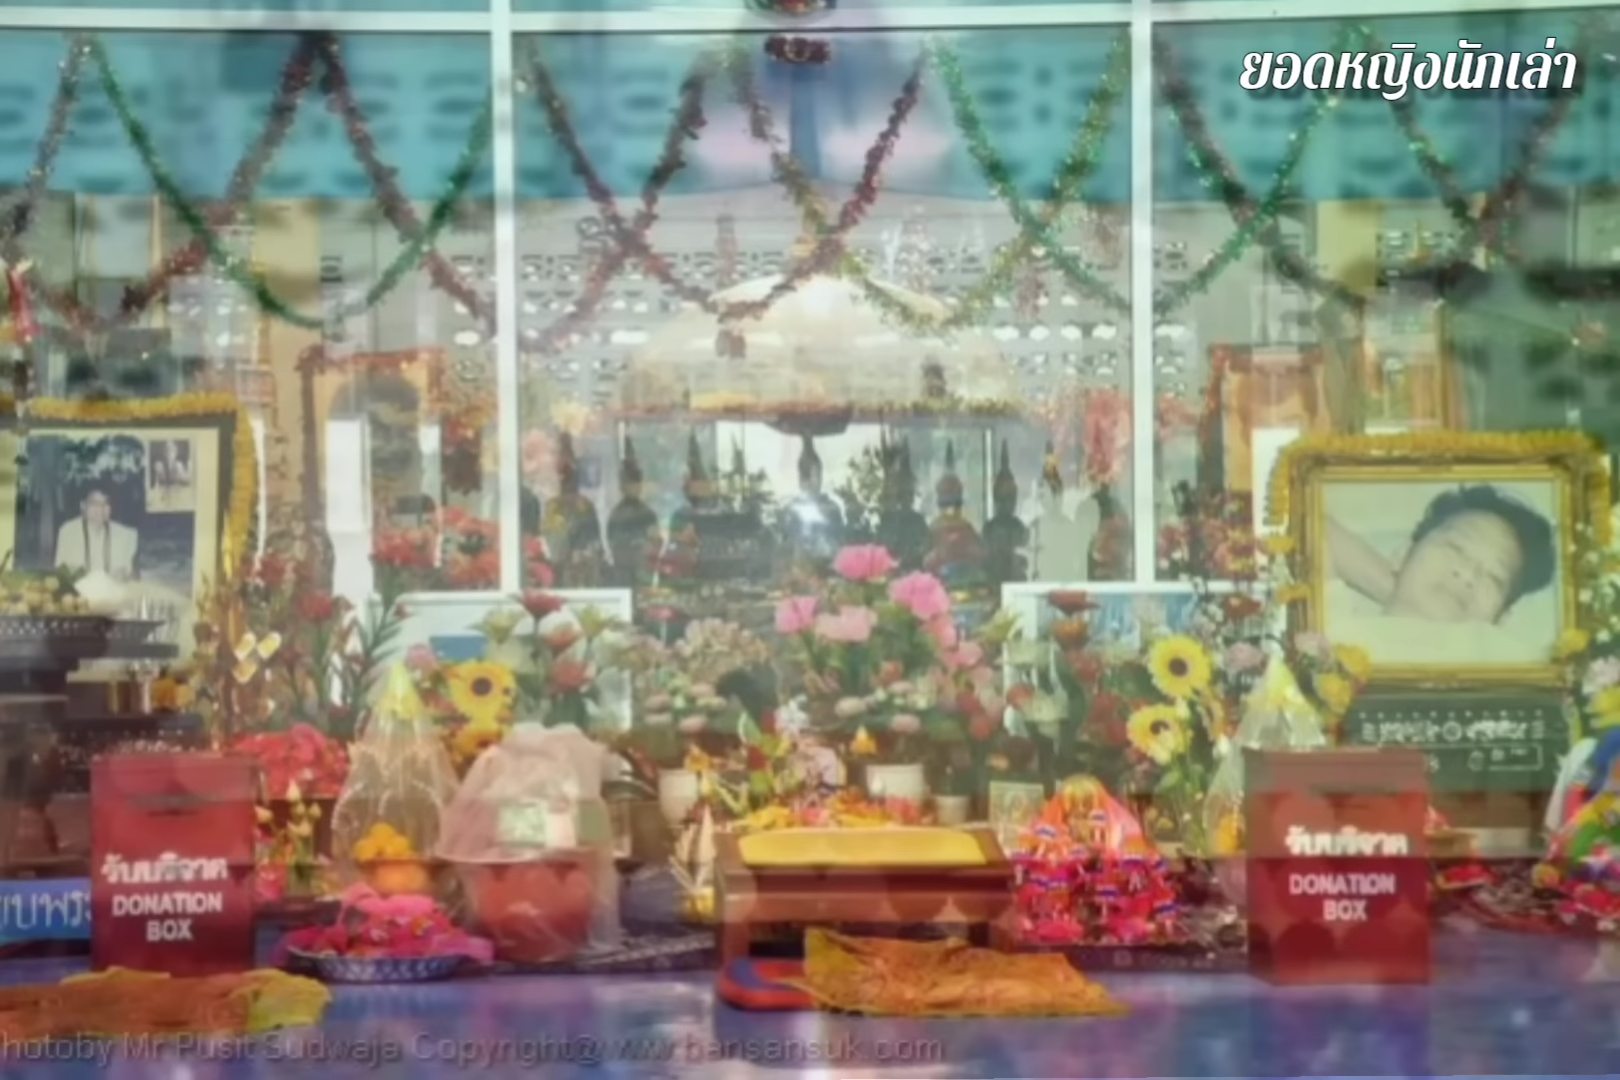 ยอดหญิงนักเล่า
รับบริจาค
DONATION
BOX
รับบริจาค
DONATION
BOX
hotoby Mr Pusit Sudwaja Copyright@ www.bansansuk.com